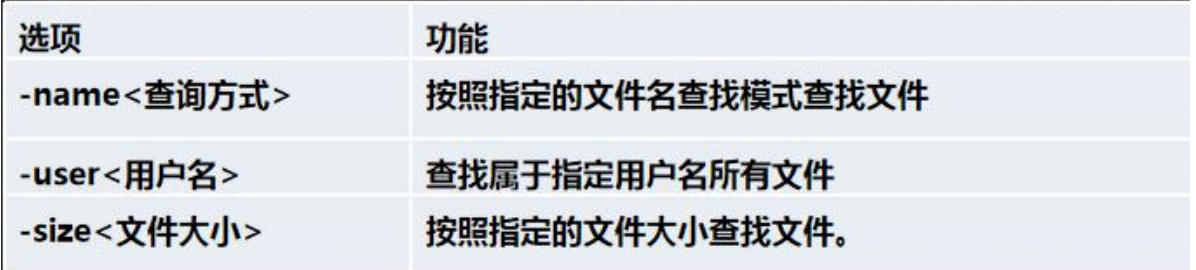 选项 功能
-name<查询方式> 按照指定的文件名查找模式查找文件
-user<用户名> 查找属于指定用户名所有文件
-size<文件大小> 按照指定的文件大小查找文件。